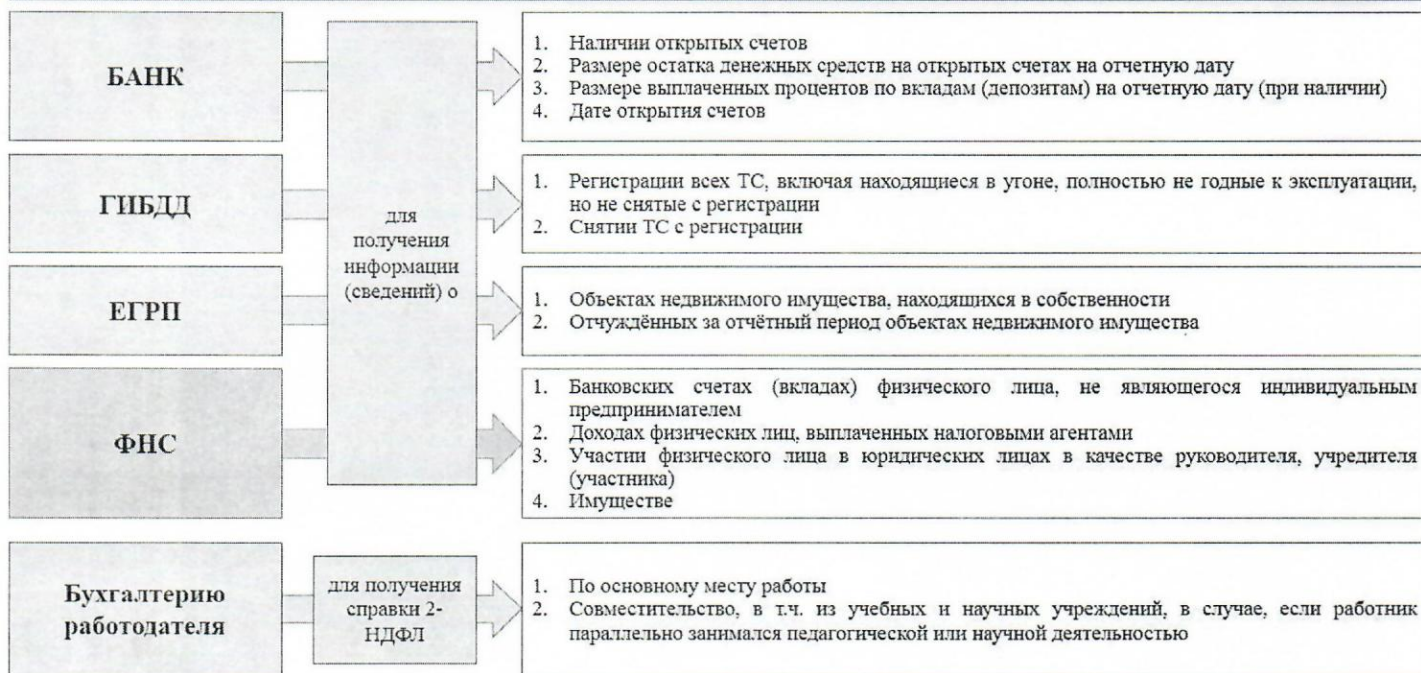 БАНК
1. Наличии открытых счетов
2. Размере остатка денежных средств на открытых счетах на отчетную дату
3. Размере выплаченных процентов по вкладам (депозитам) на отчетную дату (при наличии)
4. Дате открытия счетов
ГИБДД
для
получения
информации
(сведений) о
1. Регистрации всех ТС, включая находящиеся в угоне, полностью не годные к эксплуатации,
но не снятые с регистрации
2. Снятии ТС с регистрации
ЕГРП
1. Объектах недвижимого имущества, находящихся в собственности
2. Отчуждённых за отчётный период объектах недвижимого имущества
ФНС
1. Банковских счетах (вкладах) физического лица, не являющегося индивидуальным
предпринимателем
2. Доходах физических лиц, выплаченных налоговыми агентами
3. Участии физического лица в юридических лицах в качестве руководителя, учредителя
(участника)
4. Имуществе
Бухгалтерию
работодателя
для получения
справки 2-
НДФЛ
1. По основному месту работы
2. Совместительство, в т.ч. из учебных и научных учреждений, в случае, если работник
параллельно занимался педагогической или научной деятельностью